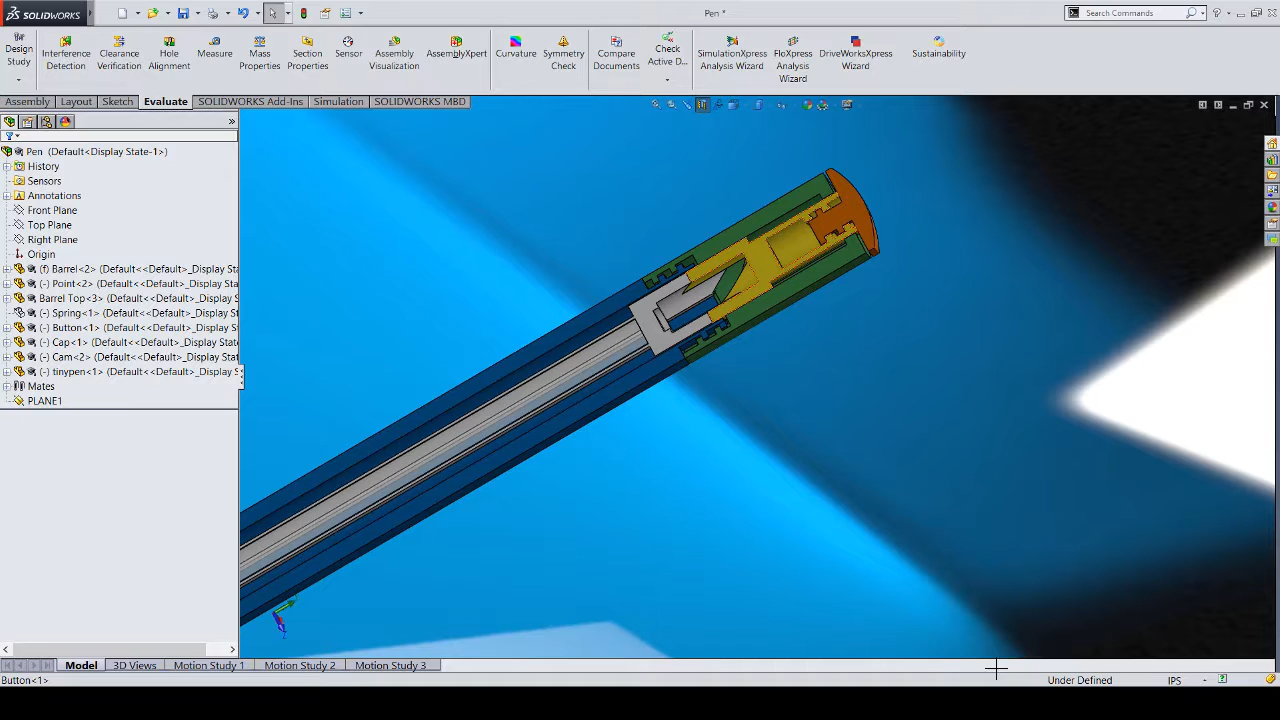 SOLIDWORKS
Pen *
Search Commands
Design Study
Interference Detection
Clearance Verification
Hole Alignment
Measure
Mass Properties
Section Properties
Sensor
Assembly Visualization
AssemblyXpert
Curvature
Symmetry Check
Compare Documents
Check Active D...
SimulationXpress Analysis Wizard
FloXpress Analysis Wizard
DriveWorksXpress Wizard
Sustainability
Assembly Layout Sketch Evaluate SOLIDWORKS Add-Ins Simulation SOLIDWORKS MBD
Pen (Default<Display State-1>)
History
Sensors
Annotations
Front Plane
Top Plane
Right Plane
Origin
(f) Barrel<2> (Default<<Default>_Display Sta
(-) Point<2> (Default<<Default>_Display Stat
Barrel Top<3> (Default<<Default>_Display S
(-) Spring<1> (Default<<Default>_Display Sta
(-) Button<1> (Default<<Default>_Display Sta
(-) Cap<1> (Default<<Default>_Display State
(-) Cam<2> (Default<<Default>_Display State
(-) tinypen<1> (Default<<Default>_Display S
Mates
PLANE1
Model 3D Views Motion Study 1 Motion Study 2 Motion Study 3
Button<1>
Under Defined
IPS